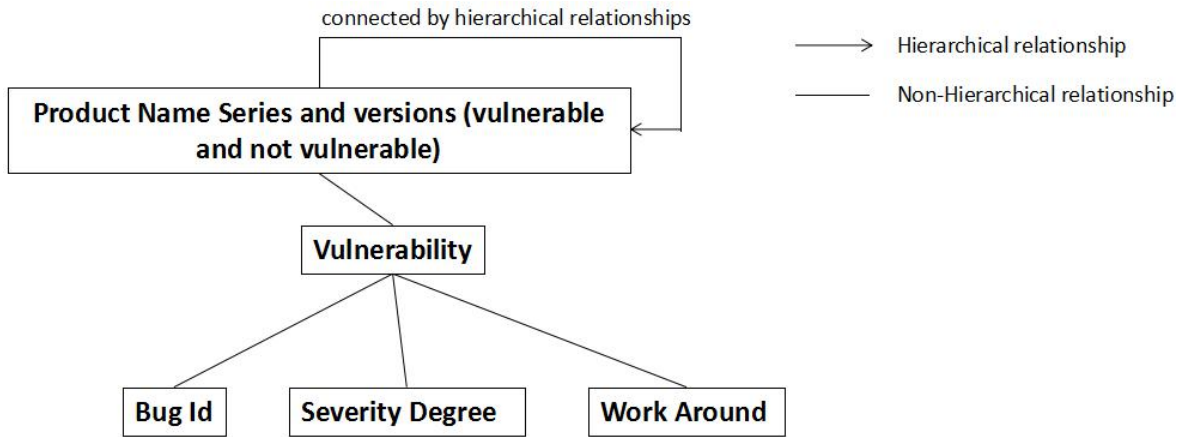 connected by hierarchical relationships
Hierarchical relationship
Non-Hierarchical relationship
Product Name Series and versions (vulnerable
and not vulnerable)
Vulnerability
Bug Id
Severity Degree
Work Around